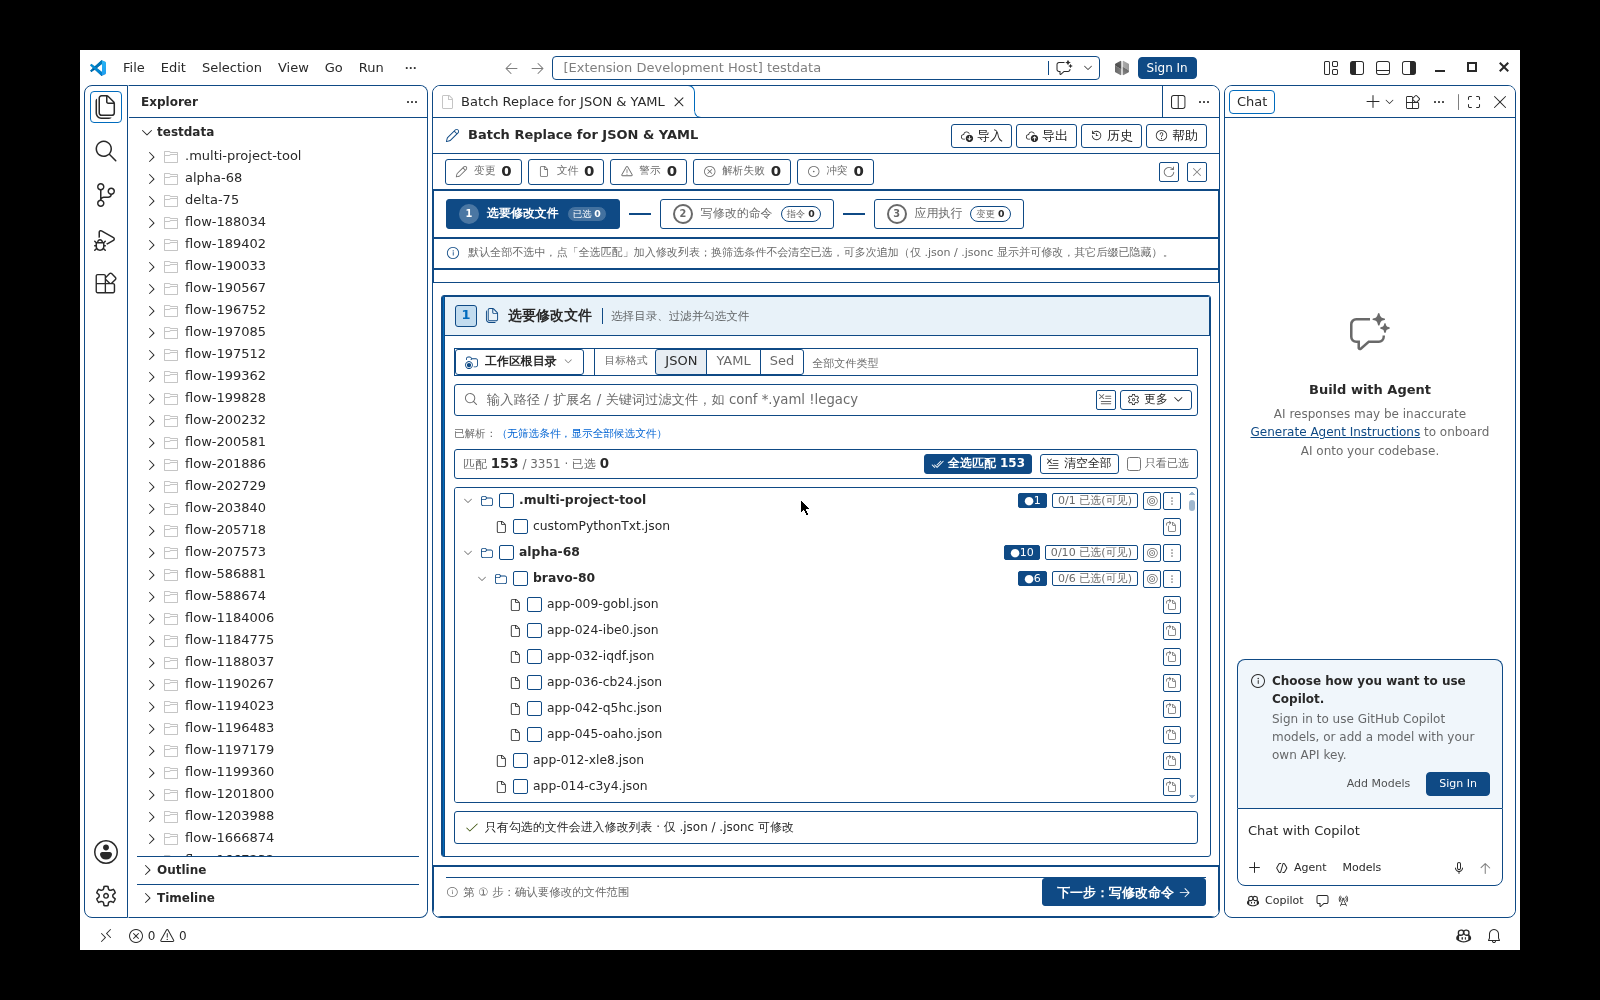 File Edit Selection View Go Run ···
[Extension Development Host] testdata
Sign In
Explorer
testdata
.multi-project-tool
alpha-68
delta-75
flow-188034
flow-189402
flow-190033
flow-190567
flow-196752
flow-197085
flow-197512
flow-199362
flow-199828
flow-200232
flow-200581
flow-201886
flow-202729
flow-203840
flow-205718
flow-207573
flow-586881
flow-588674
flow-1184006
flow-1184775
flow-1188037
flow-1190267
flow-1194023
flow-1196483
flow-1197179
flow-1199360
flow-1201800
flow-1203988
flow-1666874
Outline
Timeline
Batch Replace for JSON & YAML
Batch Replace for JSON & YAML
导入 导出 历史 帮助
变更 0 文件 0 警示 0 解析失败 0 冲突 0
1 选要修改文件 已选 0 2 写修改的命令 指令 0 3 应用执行 变更 0
默认全部不选中，点「全选匹配」加入修改列表；换筛选条件不会清空已选，可多次追加（仅 .json / .jsonc 显示并可修改，其它后缀已隐藏）。
1 选要修改文件 选择目录、过滤并勾选文件
工作区根目录 目标格式 JSON YAML Sed 全部文件类型
输入路径 / 扩展名 / 关键词过滤文件，如 conf *.yaml !legacy
更多
已解析：（无筛选条件，显示全部候选文件）
匹配 153 / 3351 · 已选 0 全选匹配 153 清空全部 只看已选
.multi-project-tool ●1 0/1 已选(可见)
customPythonTxt.json
alpha-68 ●10 0/10 已选(可见)
bravo-80 ●6 0/6 已选(可见)
app-009-gobl.json
app-024-ibe0.json
app-032-iqdf.json
app-036-cb24.json
app-042-q5hc.json
app-045-oaho.json
app-012-xle8.json
app-014-c3y4.json
只有勾选的文件会进入修改列表 · 仅 .json / .jsonc 可修改
第 ① 步：确认要修改的文件范围
下一步：写修改命令 →
Chat
Build with Agent
AI responses may be inaccurate
Generate Agent Instructions to onboard
AI onto your codebase.
Choose how you want to use
Copilot.
Sign in to use GitHub Copilot
models, or add a model with your
own API key.
Add Models Sign In
Chat with Copilot
Agent Models
Copilot
0 0